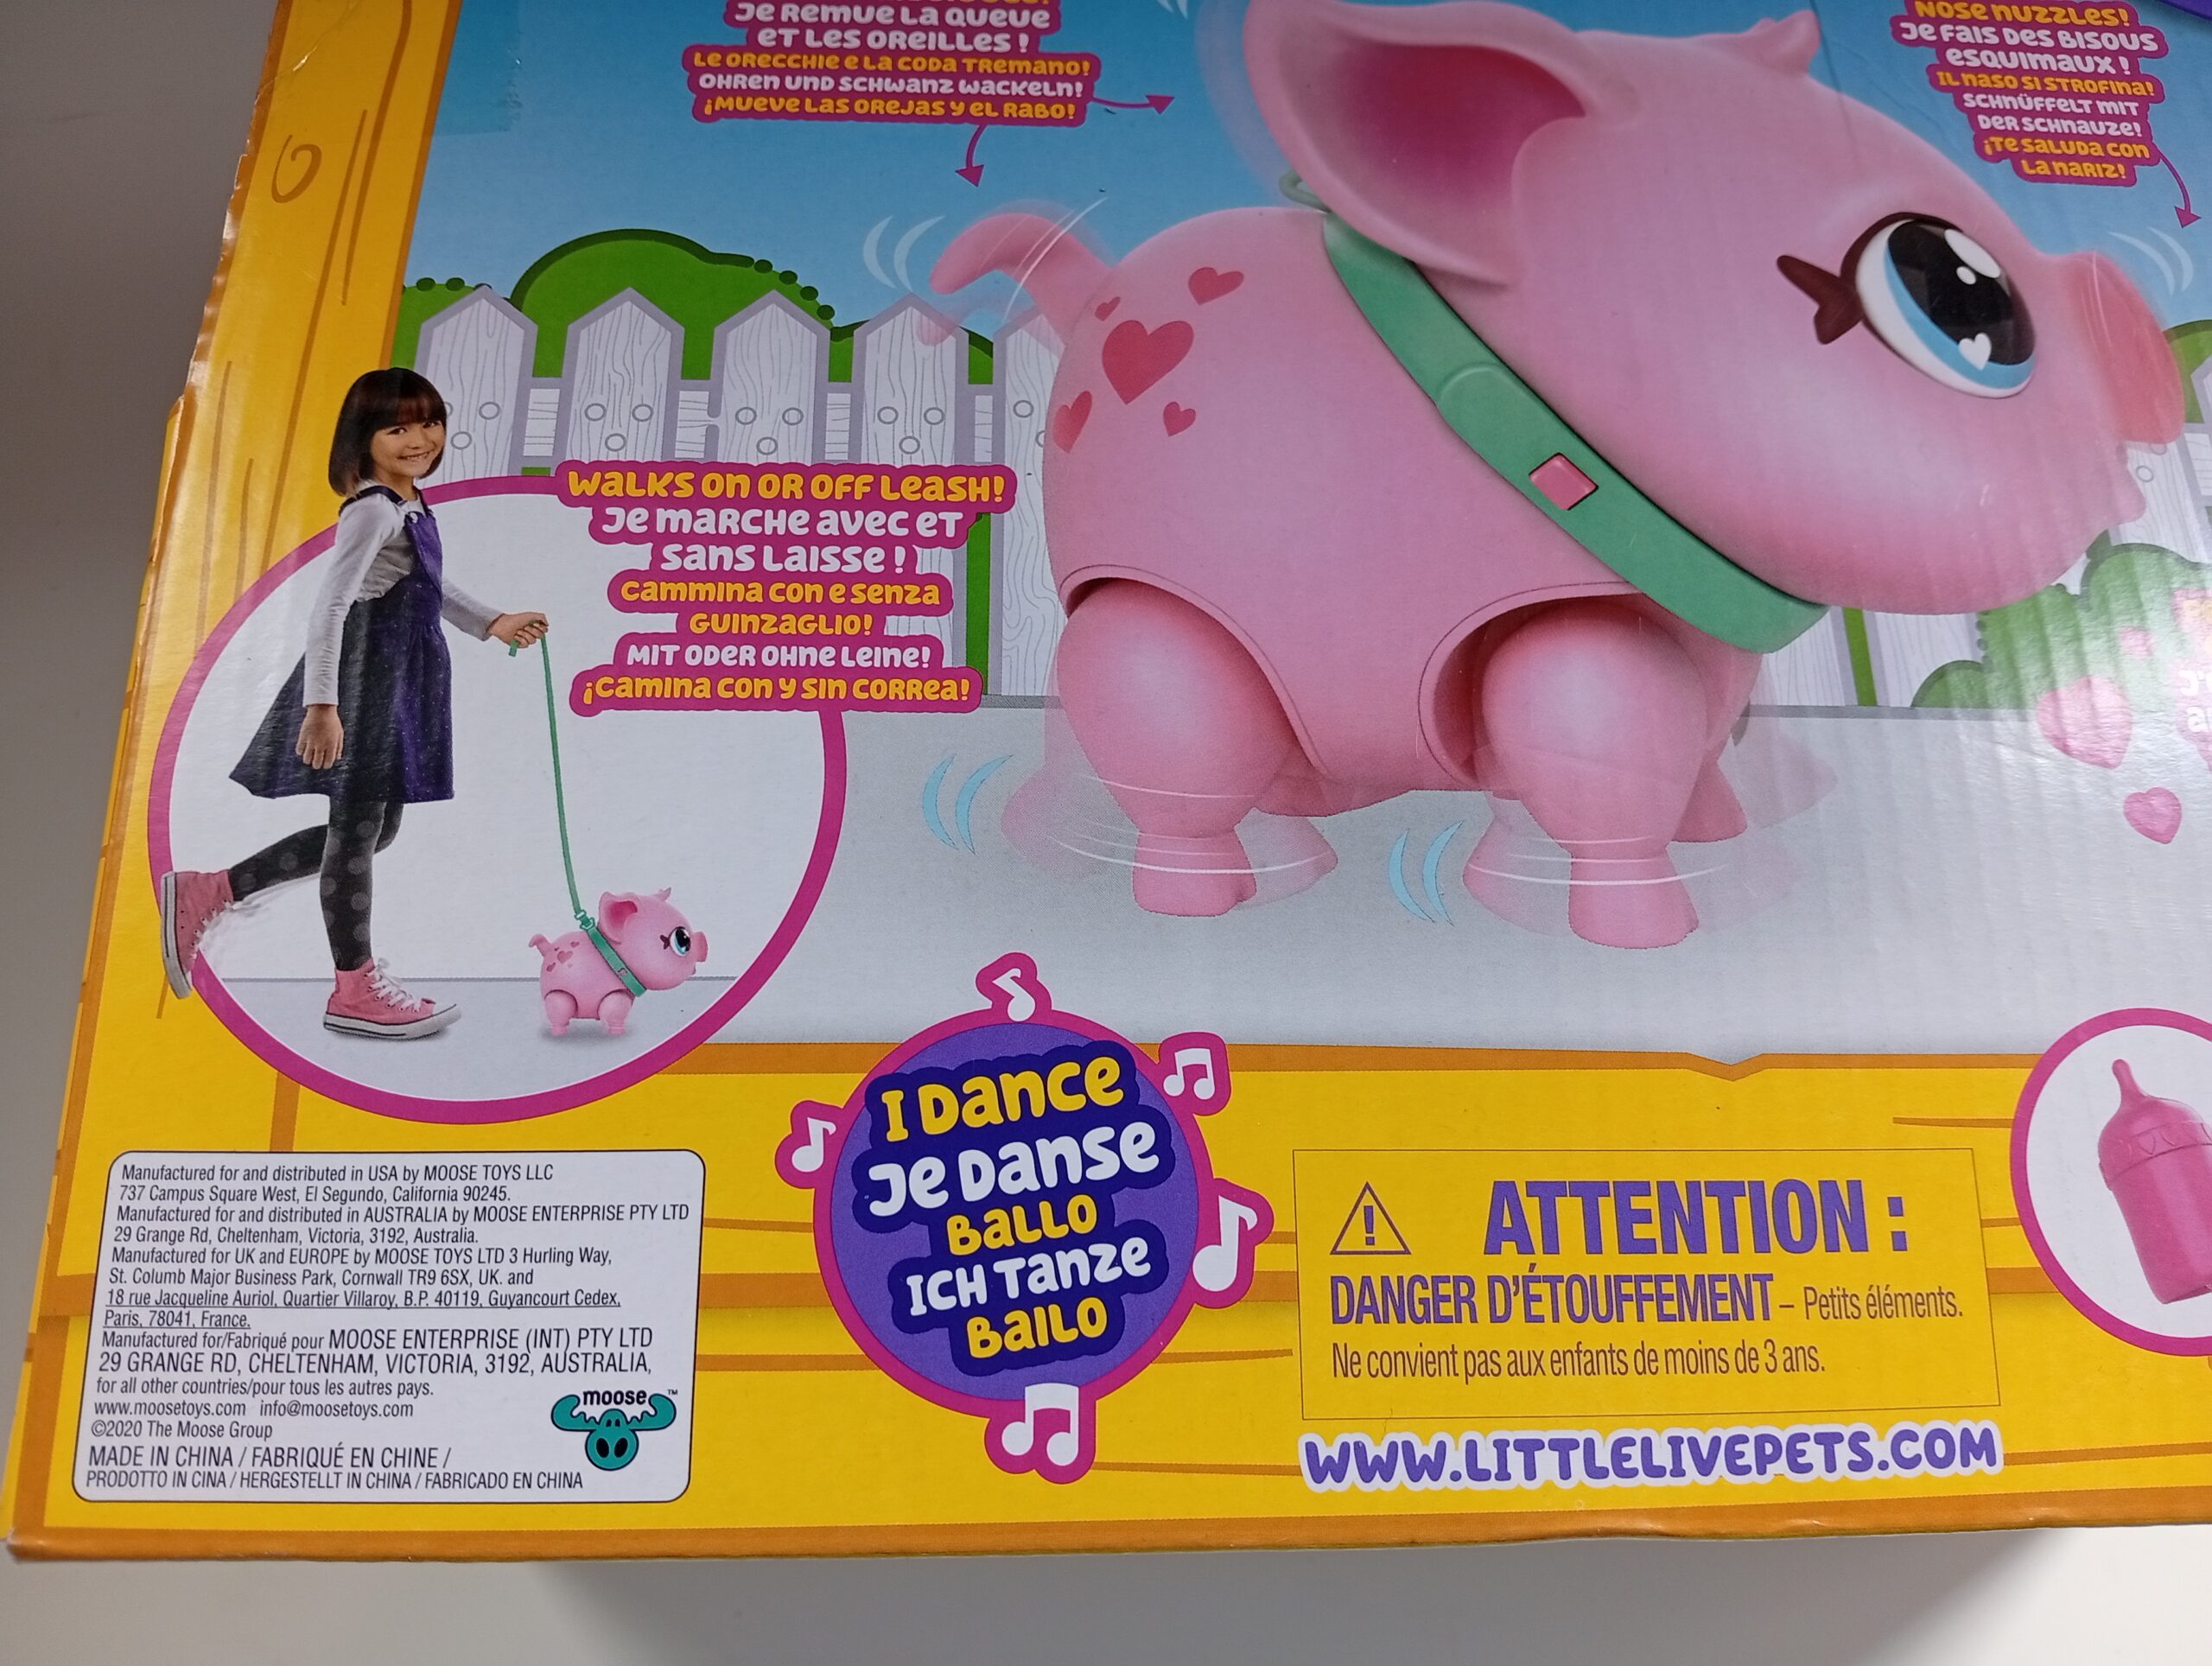 Je remue la queue
et les oreilles !
Le orecchie e la coda tremano!
Ohren und Schwanz wackeln!
¡Mueve las orejas y el rabo!
Nose nuzzles!
Je fais des bisous
esquimaux !
Il naso si strofina!
Schnüffelt mit
der Schnauze!
¡Te saluda con
la nariz!
Walks on or off leash!
Je marche avec et
sans laisse !
Cammina con e senza
guinzaglio!
Mit oder ohne Leine!
¡Camina con y sin correa!
I Dance
Je Danse
Ballo
Ich Tanze
Bailo
Manufactured for and distributed in USA by MOOSE TOYS LLC
737 Campus Square West, El Segundo, California 90245.
Manufactured for and distributed in AUSTRALIA by MOOSE ENTERPRISE PTY LTD
29 Grange Rd, Cheltenham, Victoria, 3192, Australia.
Manufactured for UK and EUROPE by MOOSE TOYS LTD 3 Hurling Way,
St. Columb Major Business Park, Cornwall TR9 6SX, UK. and
18 rue Jacqueline Auriol, Quartier Villaroy, B.P. 40119, Guyancourt Cedex,
Paris, 78041, France.
Manufactured for/Fabriqué pour MOOSE ENTERPRISE (INT) PTY LTD
29 GRANGE RD, CHELTENHAM, VICTORIA, 3192, AUSTRALIA,
for all other countries/pour tous les autres pays.
www.moosetoys.com info@moosetoys.com
©2020 The Moose Group
MADE IN CHINA / FABRIQUÉ EN CHINE /
PRODOTTO IN CINA / HERGESTELLT IN CHINA / FABRICADO EN CHINA
moose™
ATTENTION :
DANGER D'ÉTOUFFEMENT – Petits éléments.
Ne convient pas aux enfants de moins de 3 ans.
WWW.LITTLELIVEPETS.COM